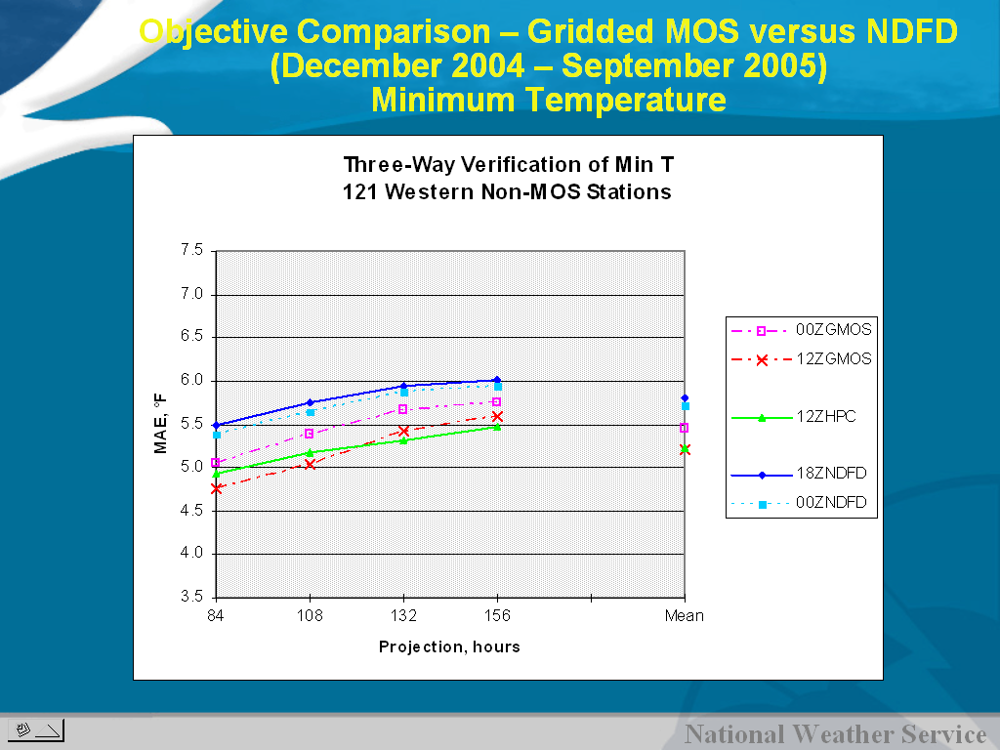 Objective Comparison – Gridded MOS versus NDFD
(December 2004 – September 2005)
Minimum Temperature
Three-Way Verification of Min T
121 Western Non-MOS Stations
7.5
7.0
6.5
6.0
5.5
5.0
4.5
4.0
3.5
MAE, °F
84 108 132 156 Mean
Projection, hours
00ZGMOS
12ZGMOS
12ZHPC
18ZNDFD
00ZNDFD
National Weather Service